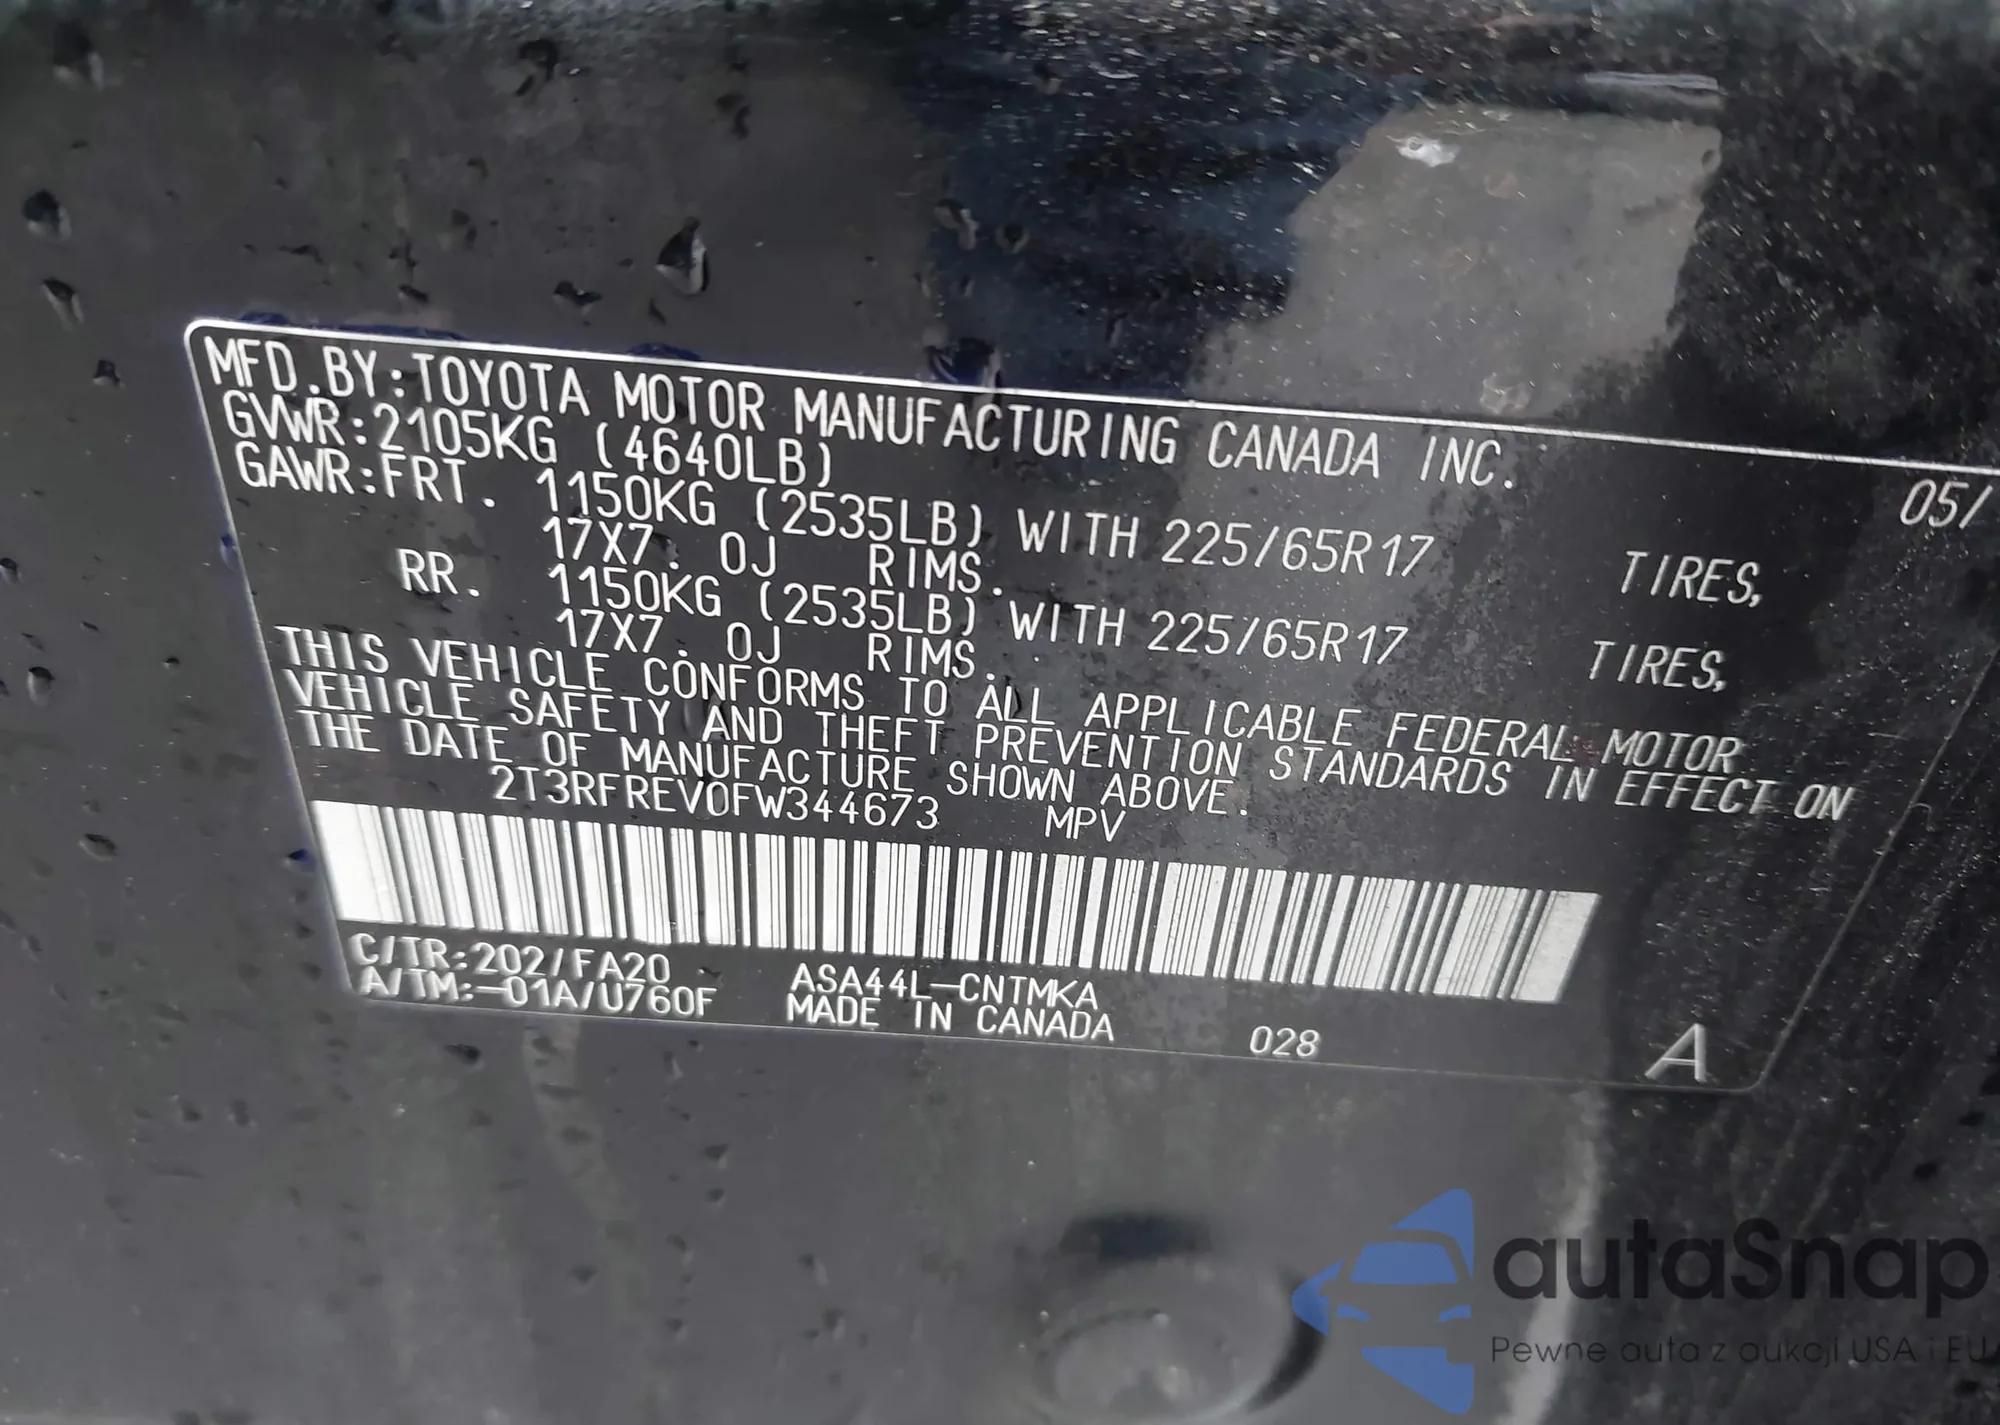 MFD.BY:TOYOTA MOTOR MANUFACTURING CANADA INC. 05/
GVWR:2105KG (4640LB)
GAWR:FRT. 1150KG (2535LB) WITH 225/65R17 TIRES,
17X7.0J RIMS.
RR. 1150KG (2535LB) WITH 225/65R17 TIRES,
17X7.0J RIMS.
THIS VEHICLE CONFORMS TO ALL APPLICABLE FEDERAL MOTOR
VEHICLE SAFETY AND THEFT PREVENTION STANDARDS IN EFFECT ON
THE DATE OF MANUFACTURE SHOWN ABOVE.
2T3RFREV0FW344673 MPV
C/TR:202/FA20 ASA44L-CNTMKA
A/TM:-01A/U760F MADE IN CANADA 028 A
autaSnap
Pewne auta z aukcji USA i EU